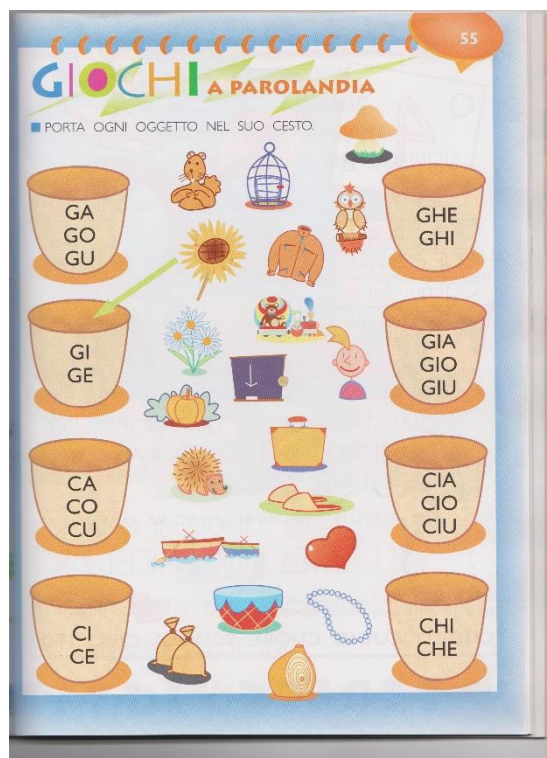 55
GIOCHI A PAROLANDIA
PORTA OGNI OGGETTO NEL SUO CESTO.
GA
GO
GU
GHE
GHI
GI
GE
GIA
GIO
GIU
CA
CO
CU
CIA
CIO
CIU
CI
CE
CHI
CHE